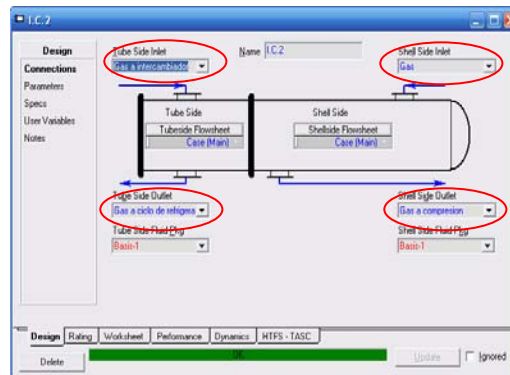 I.C.2
Design
Connections
Parameters
Specs
User Variables
Notes
Tube Side Inlet
Gas a intercambiador
Name I.C.2
Shell Side Inlet
Gas
Tube Side
Tubeside Flowsheet
Case (Main)
Shell Side
Shellside Flowsheet
Case (Main)
Tube Side Outlet
Gas a ciclo de refrigera
Tube Side Fluid Pkg
Basis-1
Shell Side Outlet
Gas a compresion
Shell Side Fluid Pkg
Basis-1
Design Rating Worksheet Performance Dynamics HTFS - TASC
Delete
OK
Update
Ignored